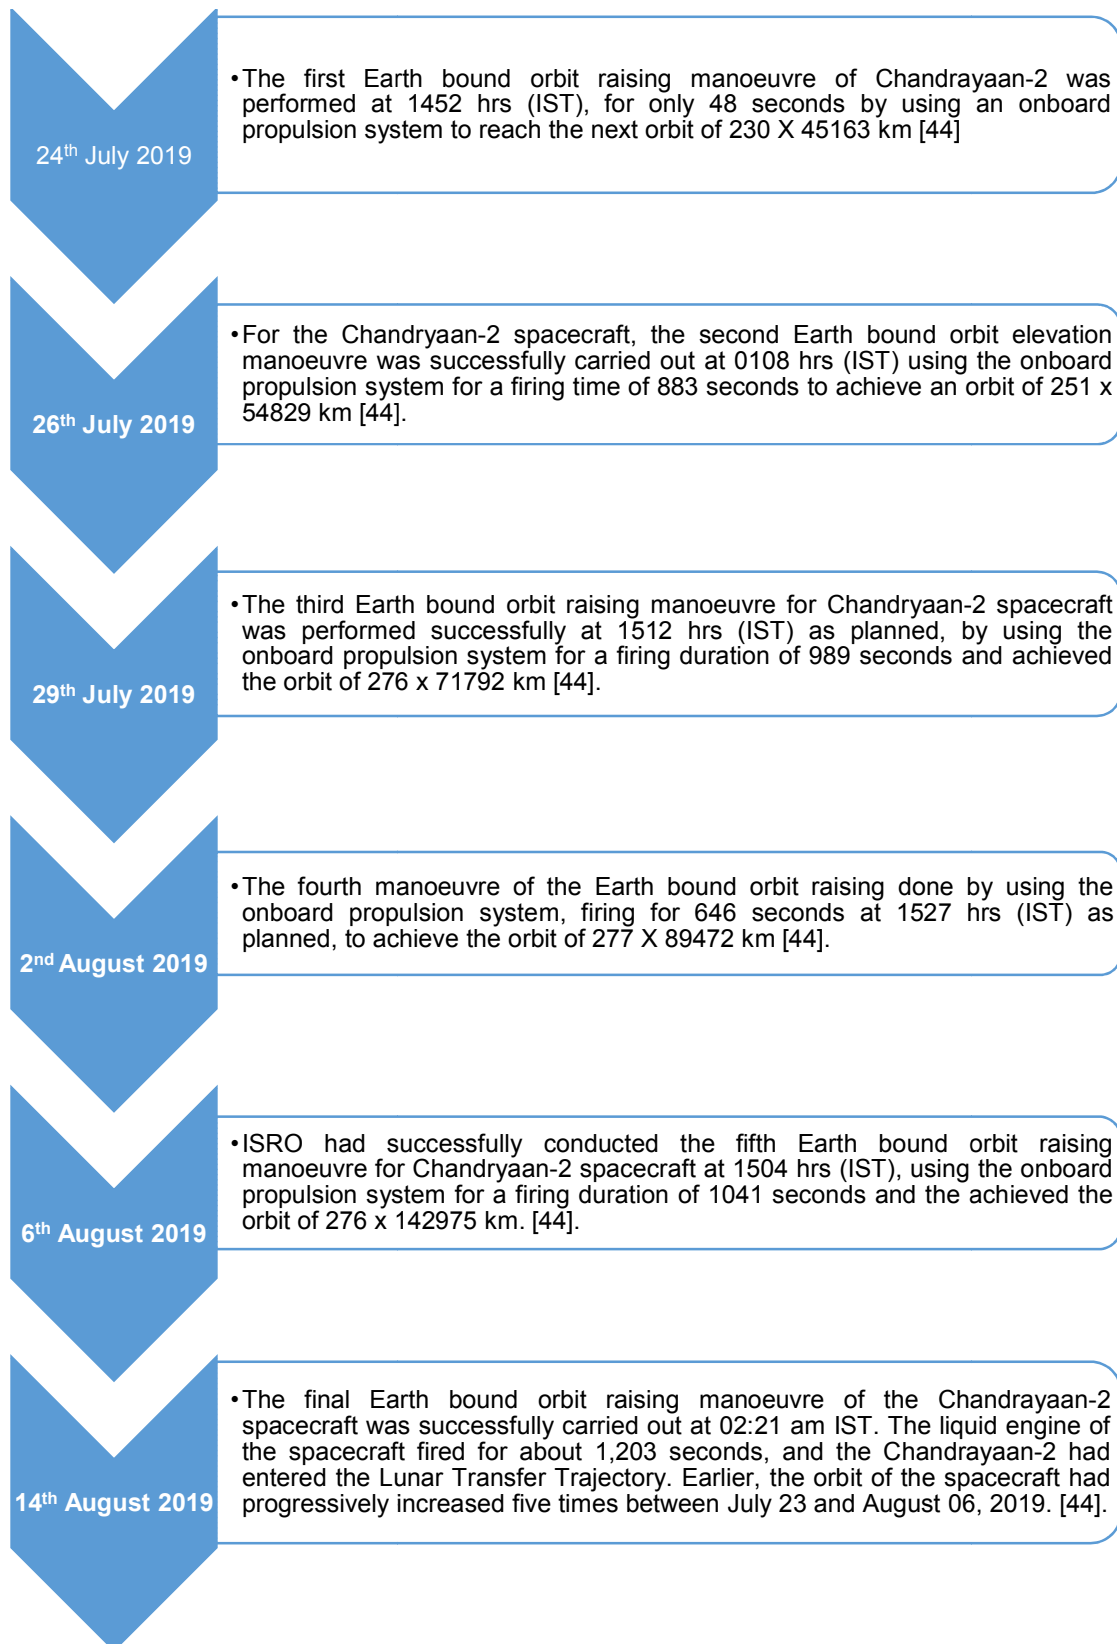 24th July 2019
•The first Earth bound orbit raising manoeuvre of Chandrayaan-2 was
performed at 1452 hrs (IST), for only 48 seconds by using an onboard
propulsion system to reach the next orbit of 230 X 45163 km [44]
26th July 2019
•For the Chandryaan-2 spacecraft, the second Earth bound orbit elevation
manoeuvre was successfully carried out at 0108 hrs (IST) using the onboard
propulsion system for a firing time of 883 seconds to achieve an orbit of 251 x
54829 km [44].
29th July 2019
•The third Earth bound orbit raising manoeuvre for Chandryaan-2 spacecraft
was performed successfully at 1512 hrs (IST) as planned, by using the
onboard propulsion system for a firing duration of 989 seconds and achieved
the orbit of 276 x 71792 km [44].
2nd August 2019
•The fourth manoeuvre of the Earth bound orbit raising done by using the
onboard propulsion system, firing for 646 seconds at 1527 hrs (IST) as
planned, to achieve the orbit of 277 X 89472 km [44].
6th August 2019
•ISRO had successfully conducted the fifth Earth bound orbit raising
manoeuvre for Chandryaan-2 spacecraft at 1504 hrs (IST), using the onboard
propulsion system for a firing duration of 1041 seconds and the achieved the
orbit of 276 x 142975 km. [44].
14th August 2019
•The final Earth bound orbit raising manoeuvre of the Chandrayaan-2
spacecraft was successfully carried out at 02:21 am IST. The liquid engine of
the spacecraft fired for about 1,203 seconds, and the Chandrayaan-2 had
entered the Lunar Transfer Trajectory. Earlier, the orbit of the spacecraft had
progressively increased five times between July 23 and August 06, 2019. [44].